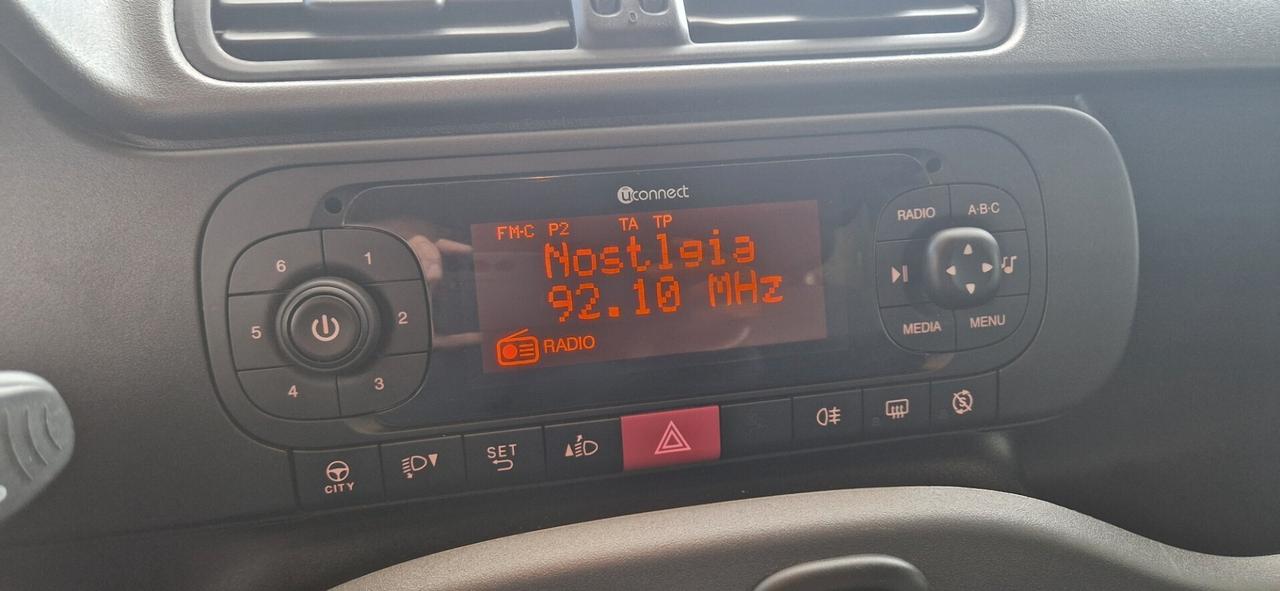 uconnect
FM-C P2 TA TP
Nostlgia
92.10 MHz
RADIO
6
1
5
2
4
3
RADIO
A·B·C
MEDIA
MENU
CITY
SET